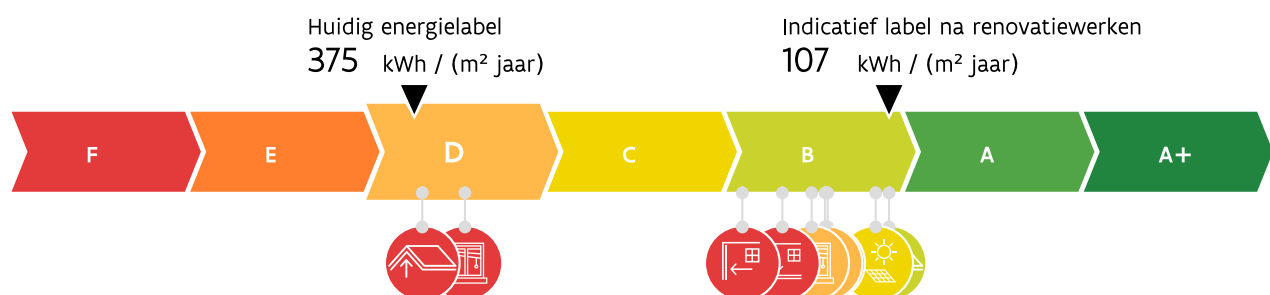 Huidig energielabel
375 kWh / (m² jaar)
Indicatief label na renovatiewerken
107 kWh / (m² jaar)
F E D C B A A+